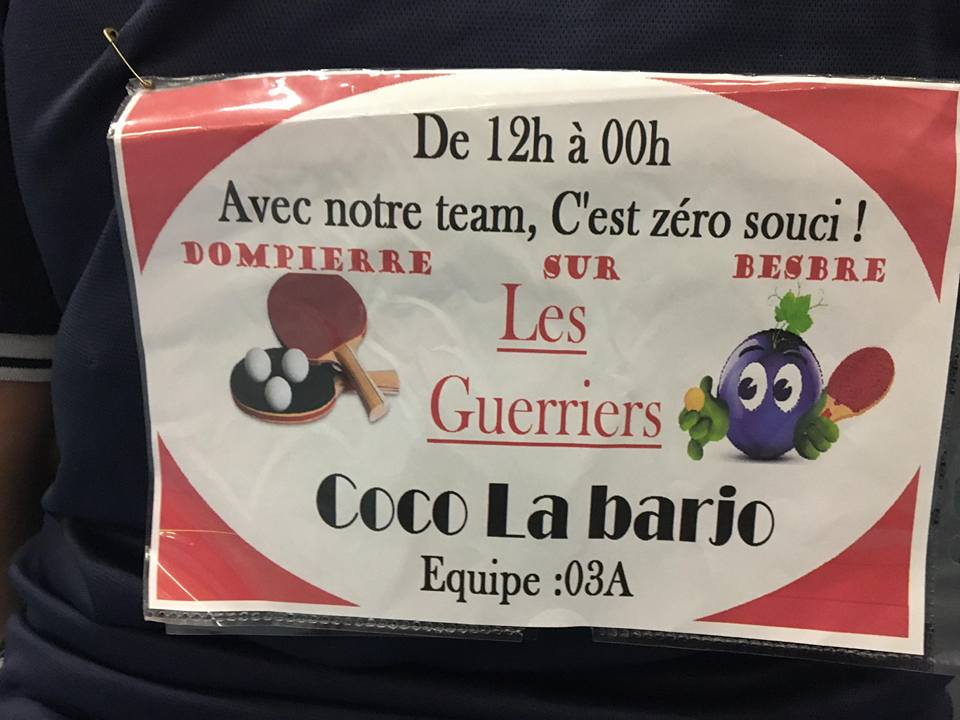 De 12h à 00h
Avec notre team, C'est zéro souci !
DOMPIERRE SUR BESBRE
Les
Guerriers
Coco La barjo
Equipe :03A